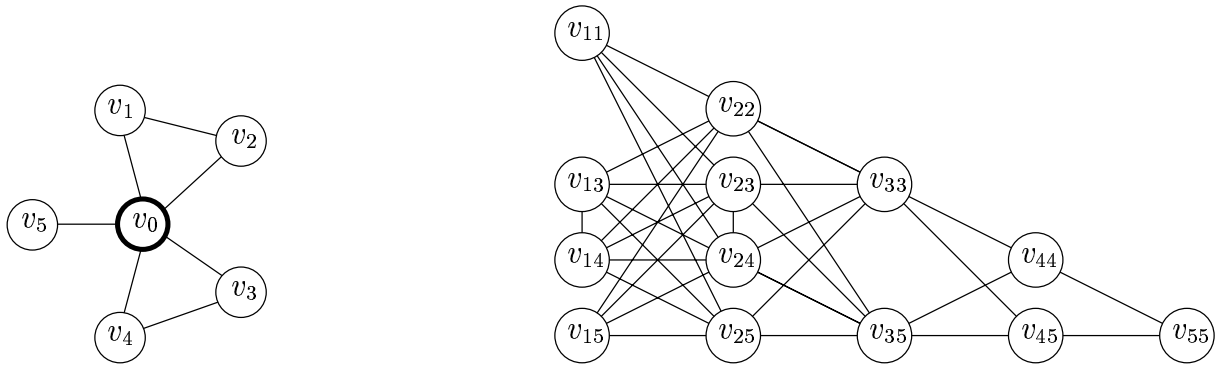 v₁₁
v₁
v₂₂
v₂
v₁₃ v₂₃ v₃₃
v₅ v₀
v₁₄ v₂₄ v₄₄
v₃
v₄
v₁₅ v₂₅ v₃₅ v₄₅ v₅₅